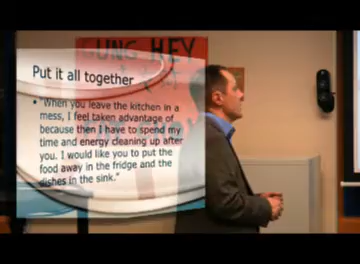 GUNG HEY
Put it all together
• "When you leave the kitchen in a
mess, I feel taken advantage of
because then I have to spend my
time and energy cleaning up after
you. I would like you to put the
food away in the fridge and the
dishes in the sink."